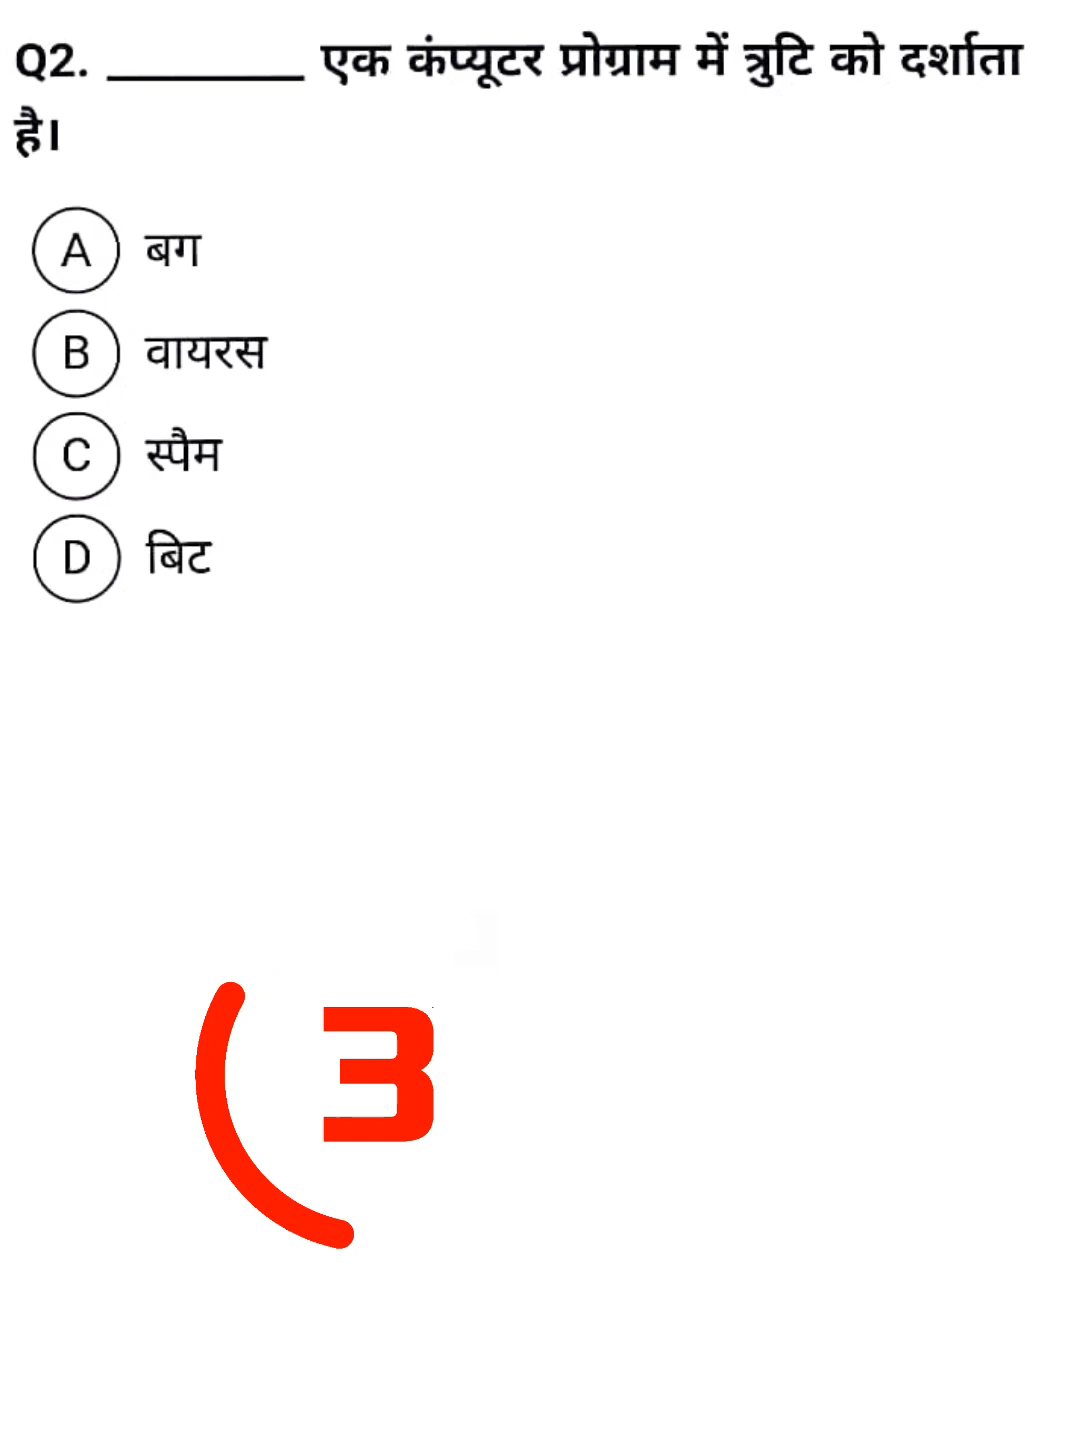 Q2. ________ एक कंप्यूटर प्रोग्राम में त्रुटि को दर्शाता
है।
A बग
B वायरस
C स्पैम
D बिट
3